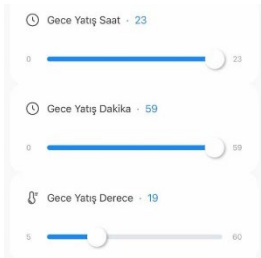 Gece Yatış Saat · 23
0 23
Gece Yatış Dakika · 59
0 59
Gece Yatış Derece · 19
5 60